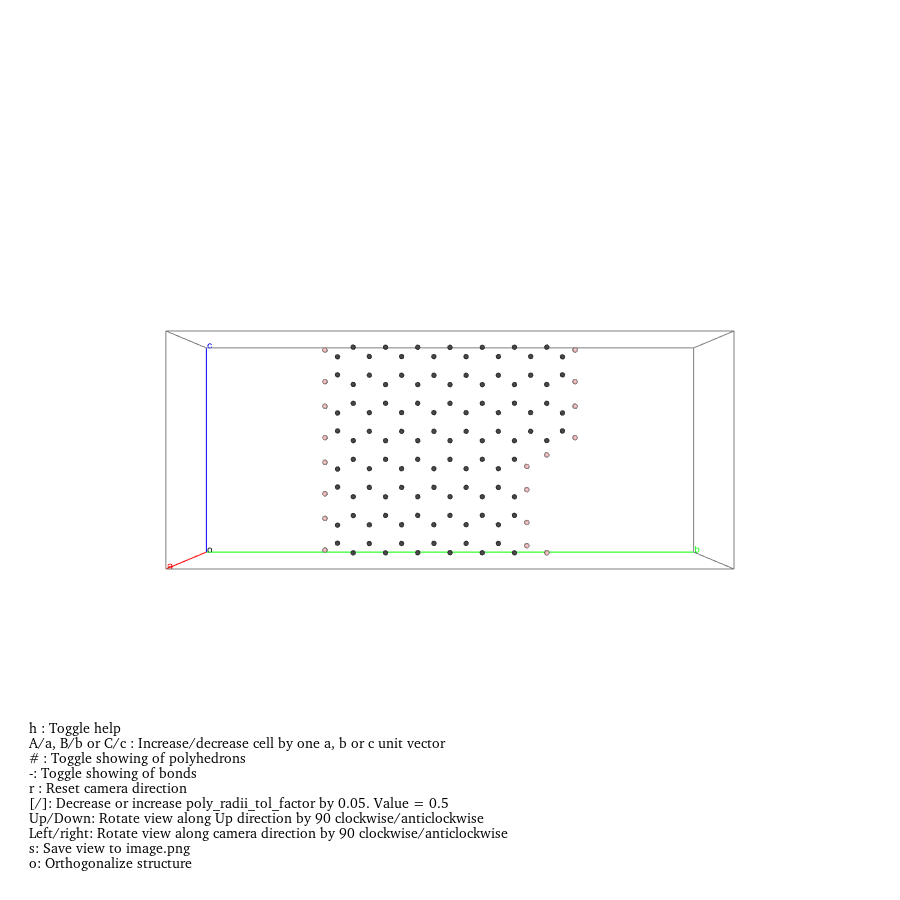 c
o
b
a
h : Toggle help
A/a, B/b or C/c : Increase/decrease cell by one a, b or c unit vector
# : Toggle showing of polyhedrons
-: Toggle showing of bonds
r : Reset camera direction
[/]: Decrease or increase poly_radii_tol_factor by 0.05. Value = 0.5
Up/Down: Rotate view along Up direction by 90 clockwise/anticlockwise
Left/right: Rotate view along camera direction by 90 clockwise/anticlockwise
s: Save view to image.png
o: Orthogonalize structure